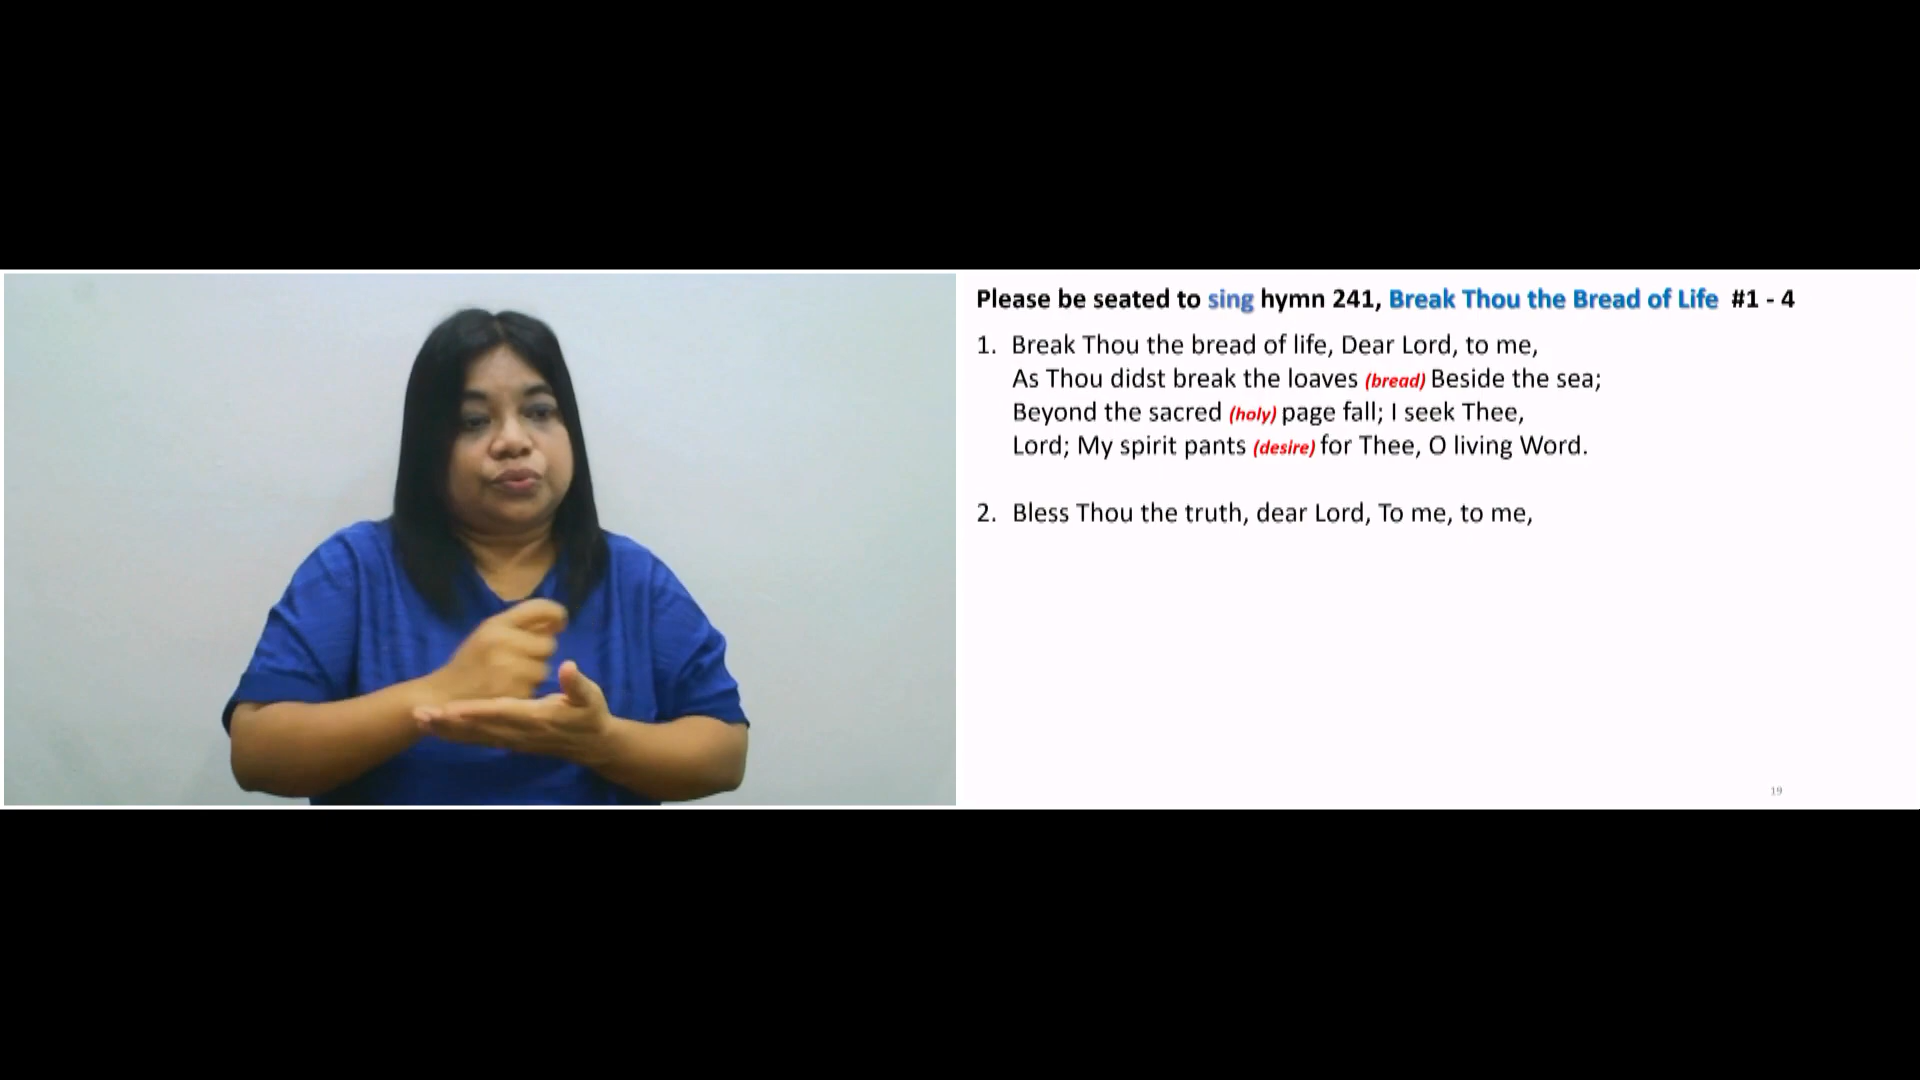 Please be seated to sing hymn 241, Break Thou the Bread of Life #1 - 4
1. Break Thou the bread of life, Dear Lord, to me,
As Thou didst break the loaves (bread) Beside the sea;
Beyond the sacred (holy) page fall; I seek Thee,
Lord; My spirit pants (desire) for Thee, O living Word.
2. Bless Thou the truth, dear Lord, To me, to me,
19